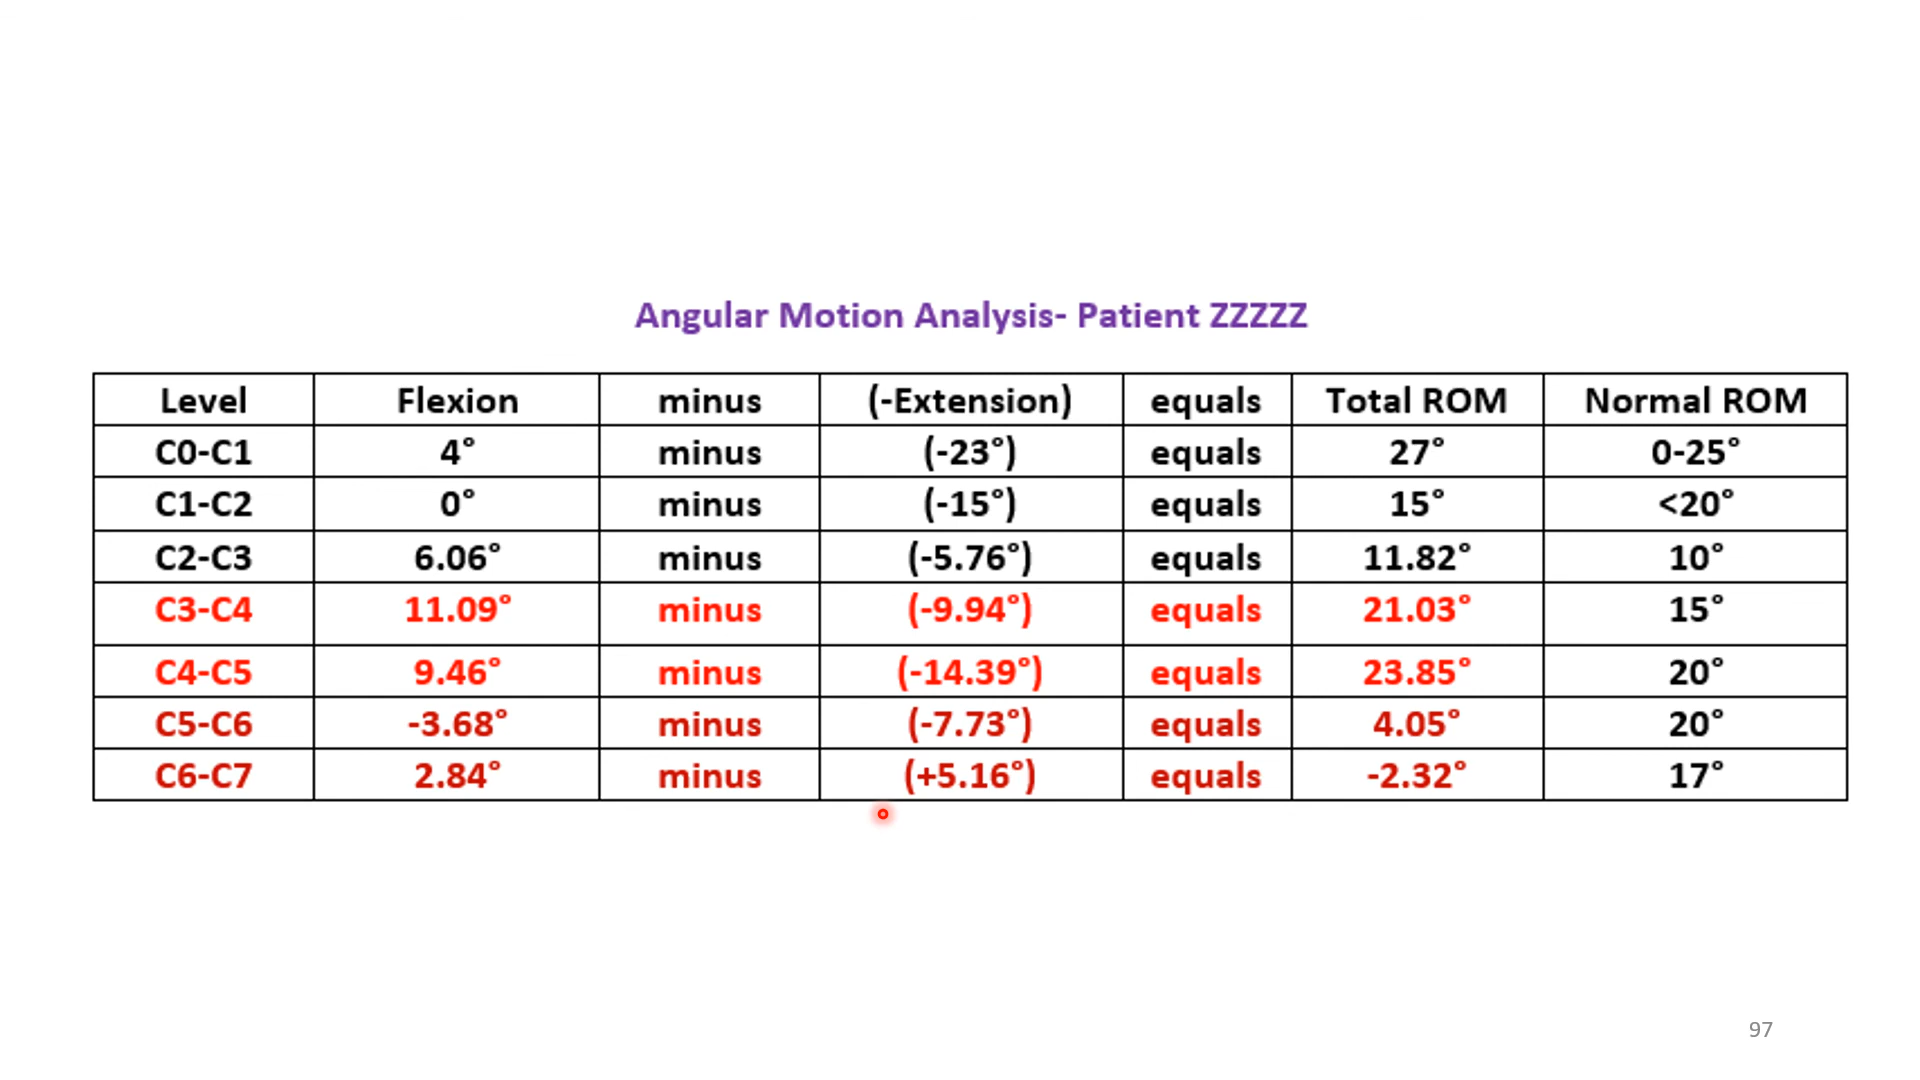 Angular Motion Analysis- Patient ZZZZZ
Level Flexion minus (-Extension) equals Total ROM Normal ROM
C0-C1 4° minus (-23°) equals 27° 0-25°
C1-C2 0° minus (-15°) equals 15° <20°
C2-C3 6.06° minus (-5.76°) equals 11.82° 10°
C3-C4 11.09° minus (-9.94°) equals 21.03° 15°
C4-C5 9.46° minus (-14.39°) equals 23.85° 20°
C5-C6 -3.68° minus (-7.73°) equals 4.05° 20°
C6-C7 2.84° minus (+5.16°) equals -2.32° 17°
97